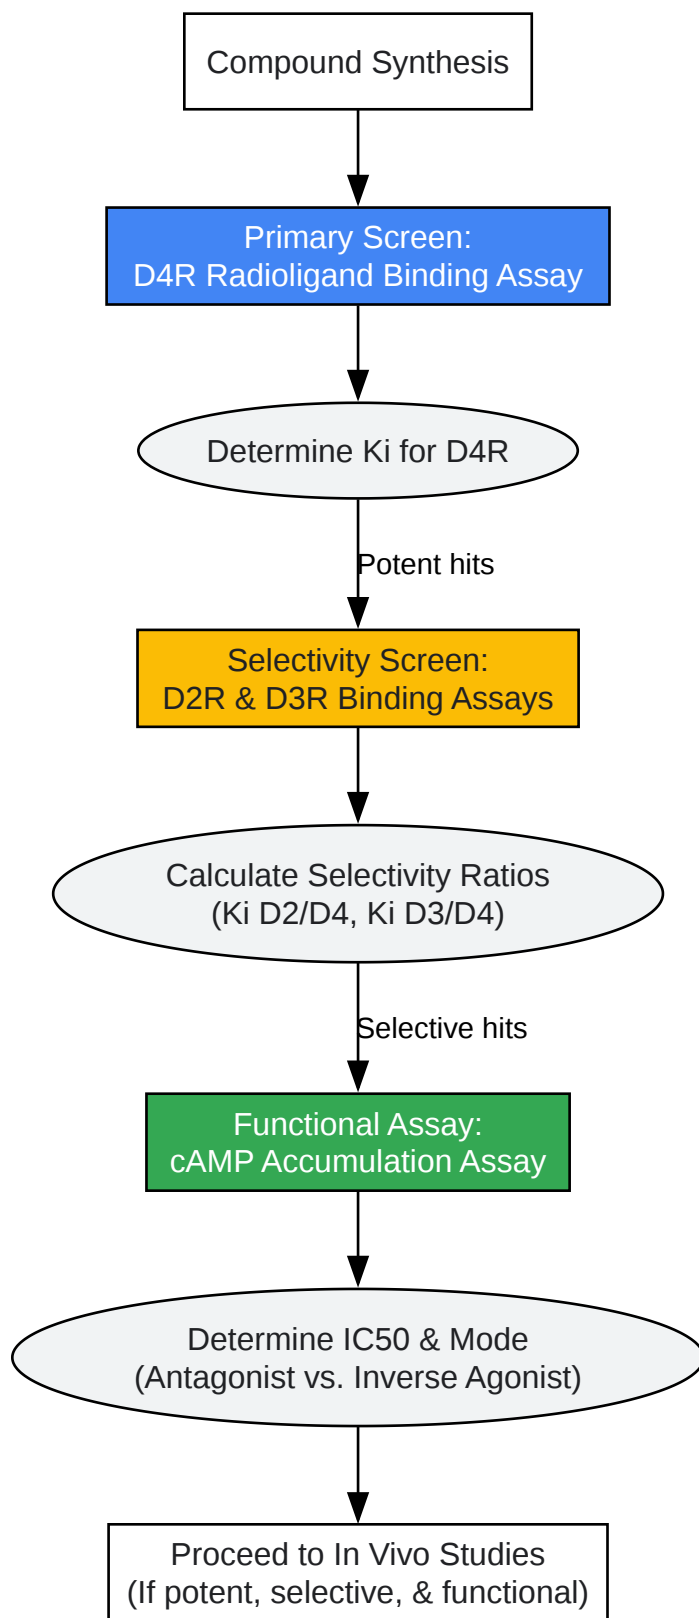 Compound Synthesis
Primary Screen:
D4R Radioligand Binding Assay
Determine Ki for D4R
Potent hits
Selectivity Screen:
D2R & D3R Binding Assays
Calculate Selectivity Ratios
(Ki D2/D4, Ki D3/D4)
Selective hits
Functional Assay:
cAMP Accumulation Assay
Determine IC50 & Mode
(Antagonist vs. Inverse Agonist)
Proceed to In Vivo Studies
(If potent, selective, & functional)